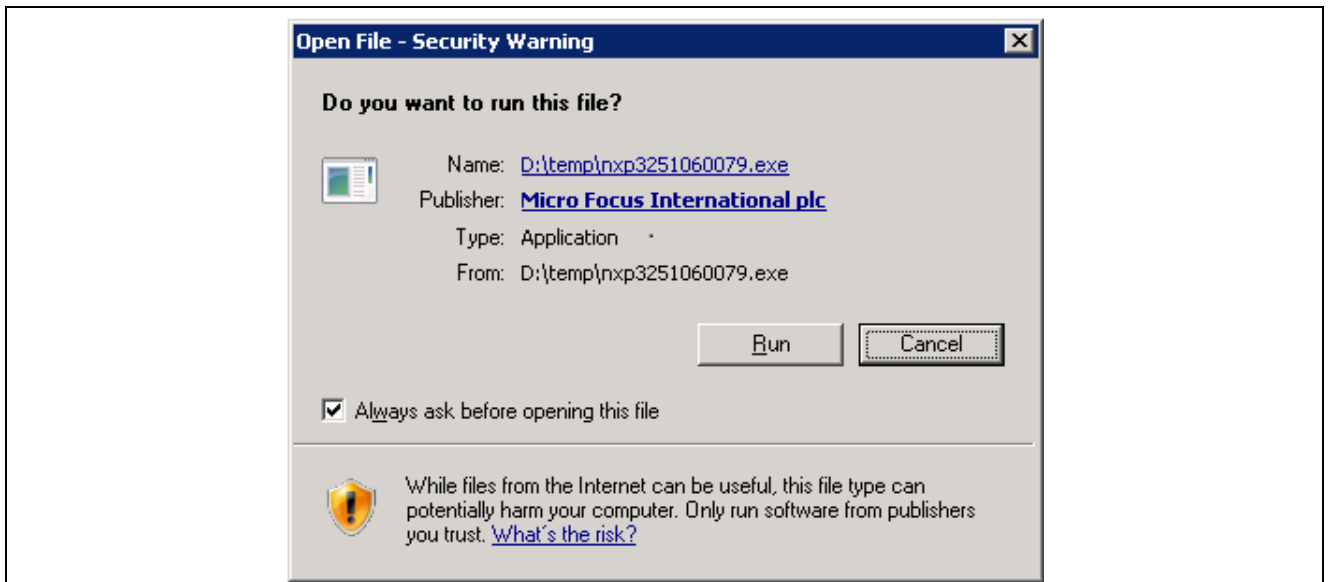 Open File - Security Warning
Do you want to run this file?
Name: D:\temp\nxp3251060079.exe
Publisher: Micro Focus International plc
Type: Application
From: D:\temp\nxp3251060079.exe
Run Cancel
Always ask before opening this file
While files from the Internet can be useful, this file type can
potentially harm your computer. Only run software from publishers
you trust. What's the risk?